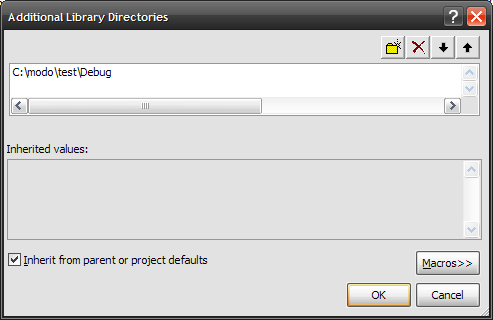 Additional Library Directories
C:\modo\test\Debug
Inherited values:
Inherit from parent or project defaults
Macros>>
OK
Cancel